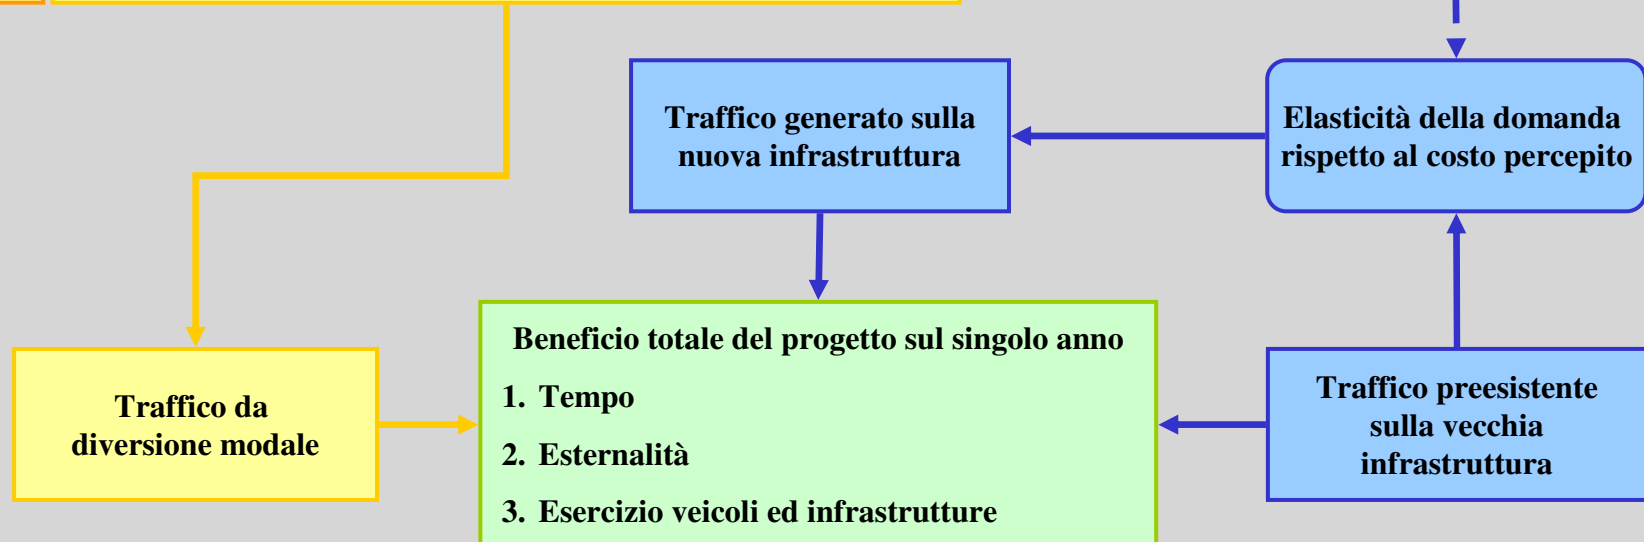 Traffico generato sulla
nuova infrastruttura
Elasticità della domanda
rispetto al costo percepito
Beneficio totale del progetto sul singolo anno
1. Tempo
2. Esternalità
3. Esercizio veicoli ed infrastrutture
Traffico da
diversione modale
Traffico preesistente
sulla vecchia
infrastruttura